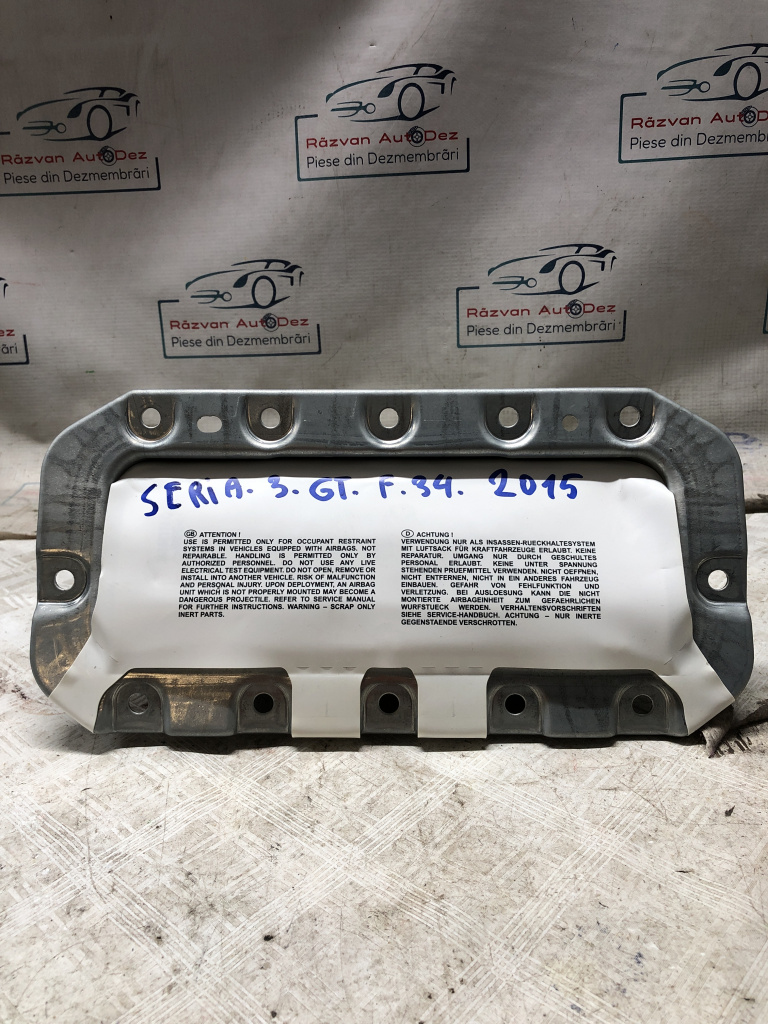 Răzvan AutoDez
Piese din Dezmembrări
Răzvan AutoDez
Piese din Dezmembrări
Răzvan AutoDez
Piese din Dezmembrări
ări
Răzvan AutoDez
Piese din Dezmembrări
Răzvan AutoDez
Piese din Dezmembrări
SERIA. 3. GT. F.34. 2015
GB ATTENTION !
USE IS PERMITTED ONLY FOR OCCUPANT RESTRAINT
SYSTEMS IN VEHICLES EQUIPPED WITH AIRBAGS. NOT
REPAIRABLE. HANDLING IS PERMITTED ONLY BY
AUTHORIZED PERSONNEL. DO NOT USE ANY LIVE
ELECTRICAL TEST EQUIPMENT. DO NOT OPEN, REMOVE OR
INSTALL INTO ANOTHER VEHICLE. RISK OF MALFUNCTION
AND PERSONAL INJURY. UPON DEPLOYMENT, AN AIRBAG
UNIT WHICH IS NOT PROPERLY MOUNTED MAY BECOME A
DANGEROUS PROJECTILE. REFER TO SERVICE MANUAL
FOR FURTHER INSTRUCTIONS. WARNING – SCRAP ONLY
INERT PARTS.
D ACHTUNG !
VERWENDUNG NUR ALS INSASSEN-RUECKHALTESYSTEM
MIT LUFTSACK FÜR KRAFTFAHRZEUGE ERLAUBT. KEINE
REPARATUR. UMGANG NUR DURCH GESCHULTES
PERSONAL ERLAUBT. KEINE UNTER SPANNUNG
STEHENDEN PRUEFMITTEL VERWENDEN, NICHT OEFFNEN,
NICHT ENTFERNEN, NICHT IN EIN ANDERES FAHRZEUG
EINBAUEN. GEFAHR VON FEHLFUNKTION UND
VERLETZUNG. BEI AUSLOESUNG KANN DIE NICHT
MONTIERTE AIRBAGEINHEIT ZUM GEFAEHRLICHEN
WURFSTUECK WERDEN. VERHALTENSVORSCHRIFTEN
SIEHE SERVICE-HANDBUCH. ACHTUNG – NUR INERTE
GEGENSTAENDE VERSCHROTTEN.